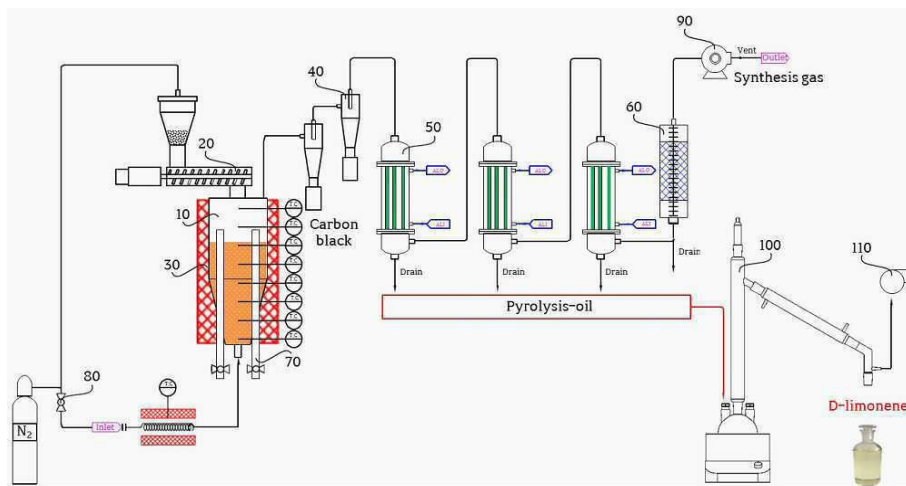 90
Vent
Outlet
Synthesis gas
40
50
60
20
10
30
Carbon
black
T.C
T.C
T.C
T.C
T.C
T.C
T.C
T.C
Drain
Drain
Drain
Drain
Pyrolysis-oil
100
110
70
80
T.C
N₂
Inlet
D-limonene